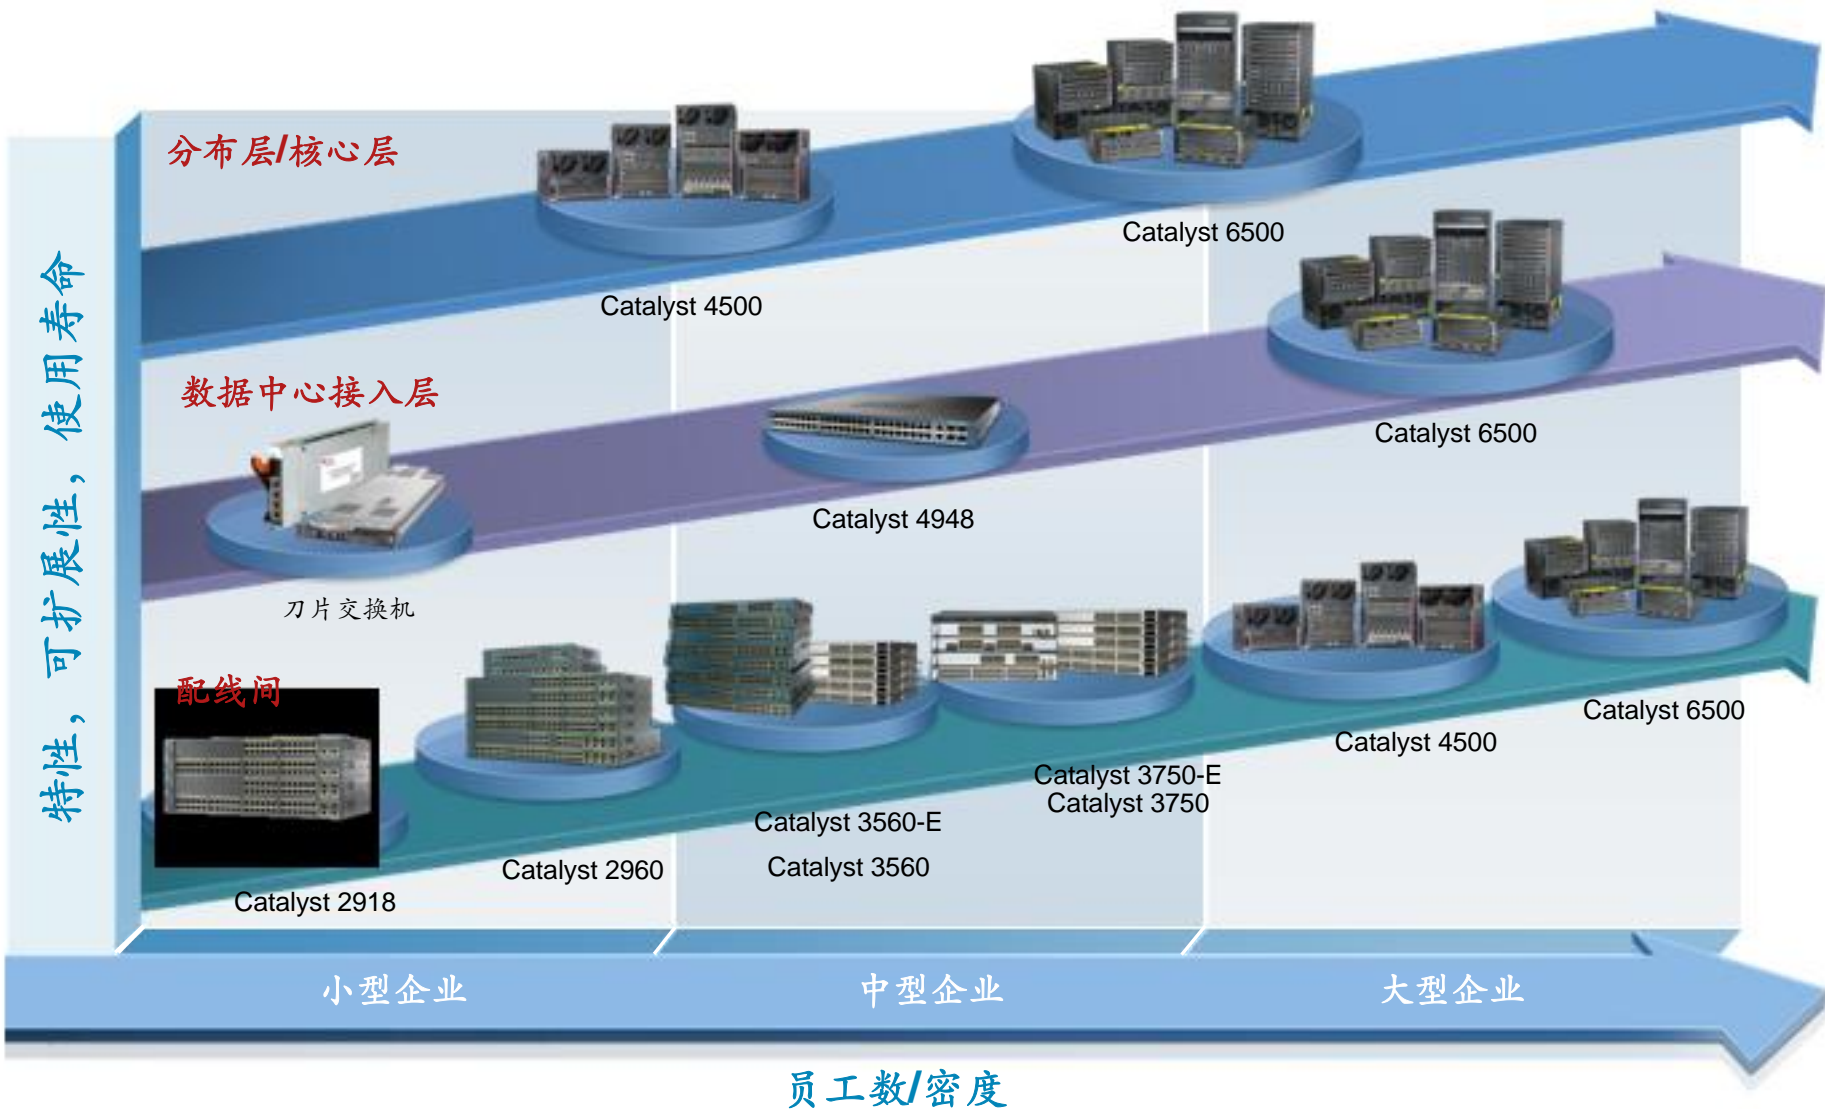 分布层/核心层
Catalyst 6500
Catalyst 4500
特性，可扩展性，使用寿命
数据中心接入层
Catalyst 6500
Catalyst 4948
刀片交换机
配线间
Catalyst 6500
Catalyst 4500
Catalyst 3750-E
Catalyst 3750
Catalyst 3560-E
Catalyst 3560
Catalyst 2960
Catalyst 2918
小型企业
中型企业
大型企业
员工数/密度